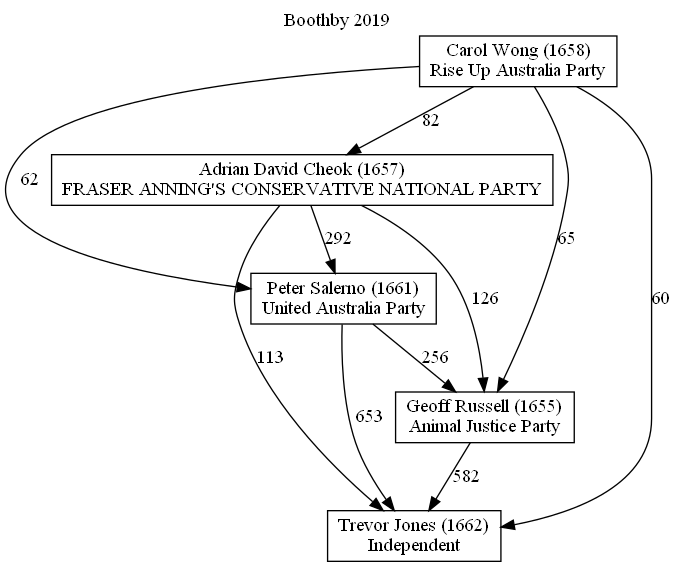 Boothby 2019
Carol Wong (1658)
Rise Up Australia Party
82
62
Adrian David Cheok (1657)
FRASER ANNING'S CONSERVATIVE NATIONAL PARTY
292
65
Peter Salerno (1661)
United Australia Party
126
60
113
256
Geoff Russell (1655)
Animal Justice Party
653
582
Trevor Jones (1662)
Independent